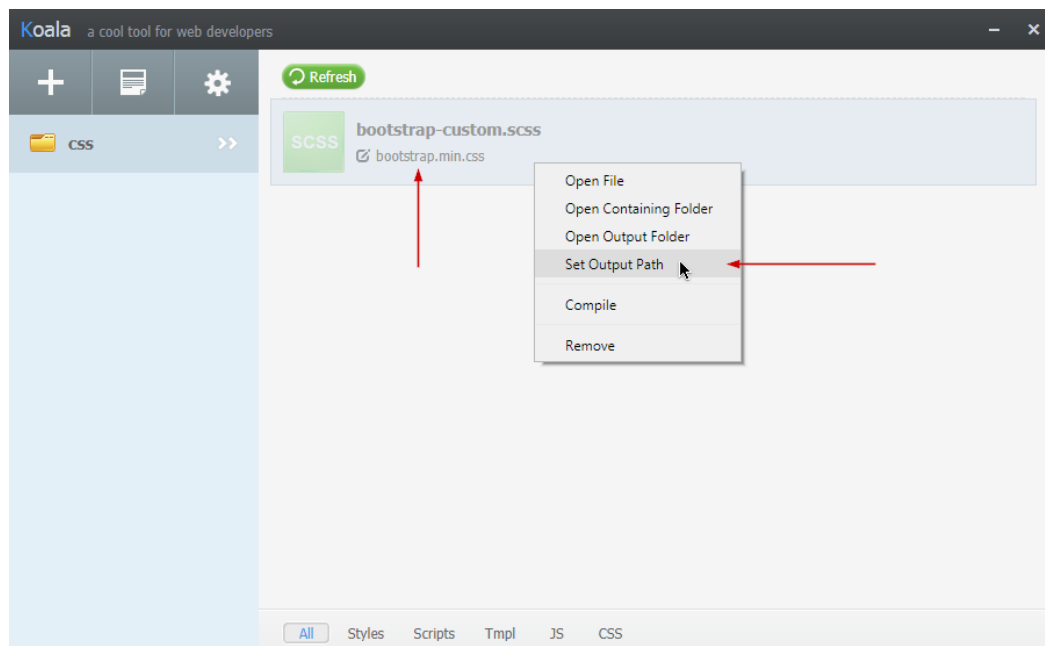 Koala a cool tool for web developers
Refresh
css >>
SCSS
bootstrap-custom.scss
bootstrap.min.css
Open File
Open Containing Folder
Open Output Folder
Set Output Path
Compile
Remove
All Styles Scripts Tmpl JS CSS